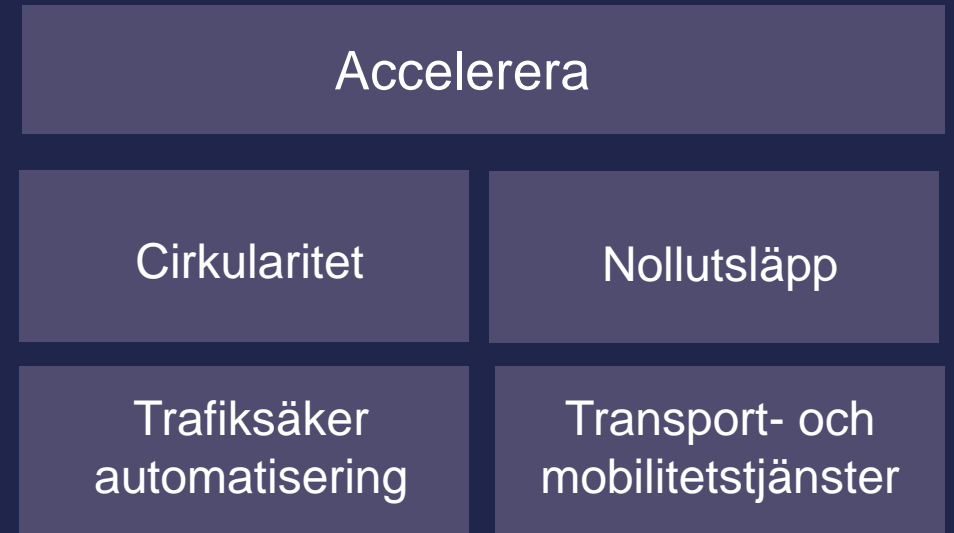 Accelerera
Cirkularitet
Nollutsläpp
Trafiksäker
automatisering
Transport- och
mobilitetstjänster